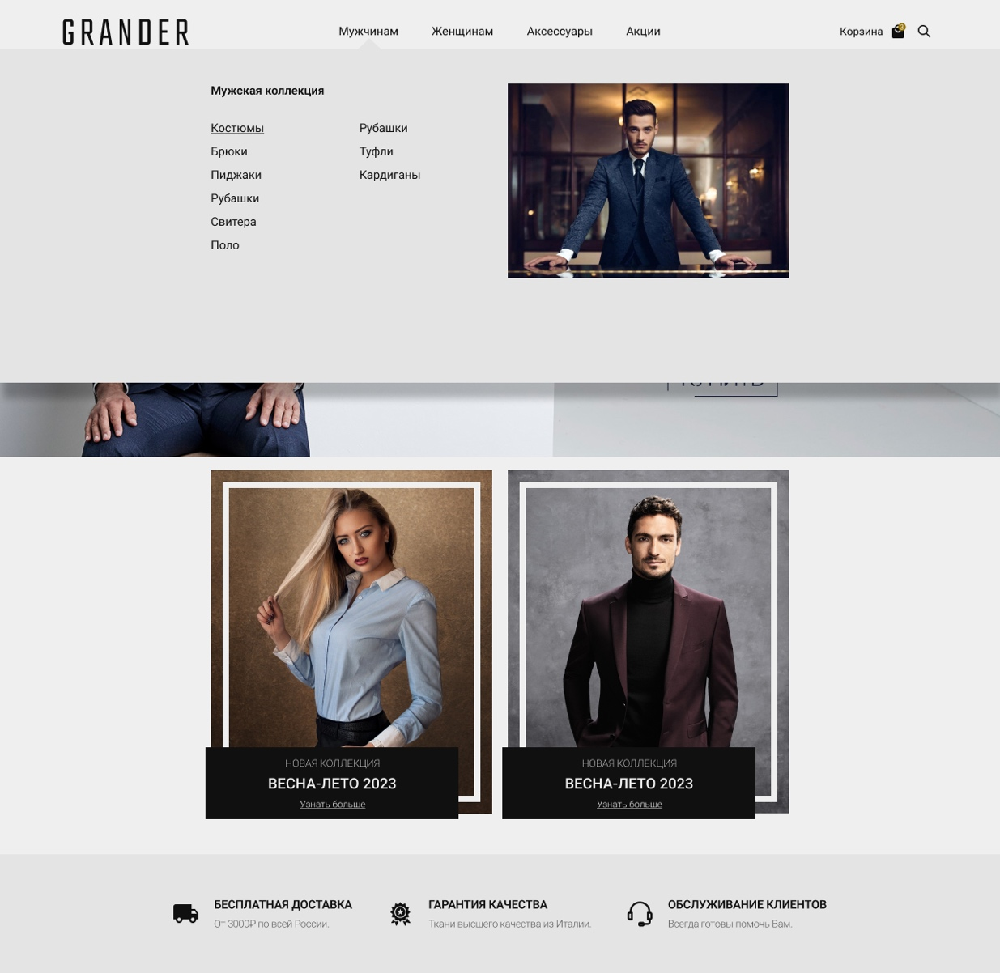 GRANDER
Мужчинам
Женщинам
Аксессуары
Акции
Корзина
3
Мужская коллекция
Костюмы
Брюки
Пиджаки
Рубашки
Свитера
Поло
Рубашки
Туфли
Кардиганы
КУПИТЬ
НОВАЯ КОЛЛЕКЦИЯ
ВЕСНА-ЛЕТО 2023
Узнать больше
НОВАЯ КОЛЛЕКЦИЯ
ВЕСНА-ЛЕТО 2023
Узнать больше
БЕСПЛАТНАЯ ДОСТАВКА
От 3000₽ по всей России.
ГАРАНТИЯ КАЧЕСТВА
Ткани высшего качества из Италии.
ОБСЛУЖИВАНИЕ КЛИЕНТОВ
Всегда готовы помочь Вам.